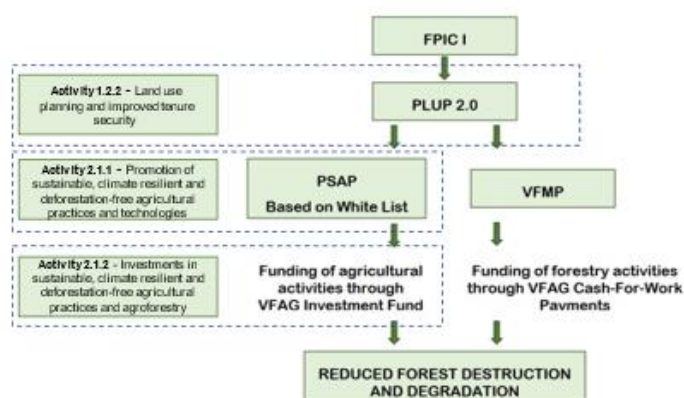 FPIC I
Activity 1.2.2 - Land use
planning and improved tenure
security
PLUP 2.0
Activity 2.1.1 - Promotion of
sustainable, climate resilient and
deforestation-free agricultural
practices and technologies
PSAP
Based on White List
VFMP
Activity 2.1.2 - Investments in
sustainable, climate resilient and
deforestation-free agricultural
practices and agroforestry
Funding of agricultural
activities through
VFAG Investment Fund
Funding of forestry activities
through VFAG Cash-For-Work
Payments
REDUCED FOREST DESTRUCTION
AND DEGRADATION